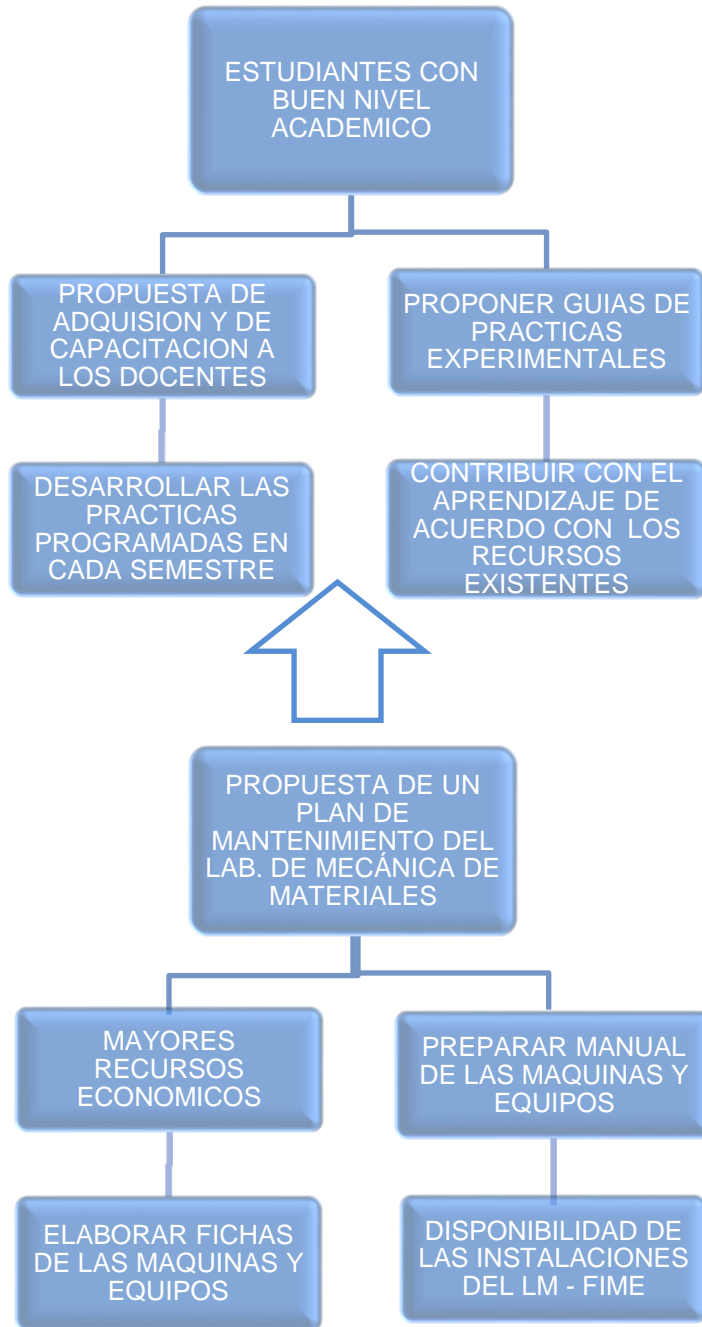 ESTUDIANTES CON
BUEN NIVEL
ACADEMICO
PROPUESTA DE
ADQUISION Y DE
CAPACITACION A
LOS DOCENTES
PROPONER GUIAS DE
PRACTICAS
EXPERIMENTALES
DESARROLLAR LAS
PRACTICAS
PROGRAMADAS EN
CADA SEMESTRE
CONTRIBUIR CON EL
APRENDIZAJE DE
ACUERDO CON LOS
RECURSOS
EXISTENTES
PROPUESTA DE UN
PLAN DE
MANTENIMIENTO DEL
LAB. DE MECÁNICA DE
MATERIALES
MAYORES
RECURSOS
ECONOMICOS
PREPARAR MANUAL
DE LAS MAQUINAS Y
EQUIPOS
ELABORAR FICHAS
DE LAS MAQUINAS Y
EQUIPOS
DISPONIBILIDAD DE
LAS INSTALACIONES
DEL LM - FIME